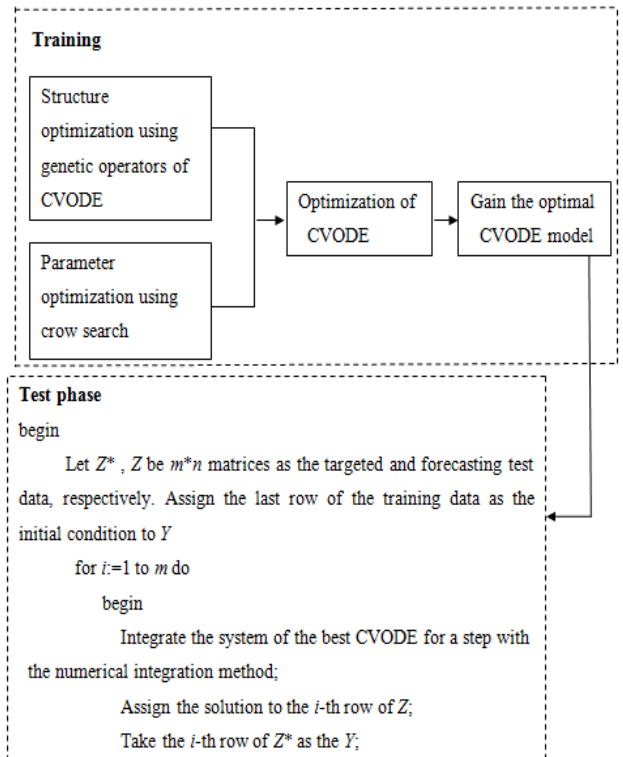 Training
Structure
optimization using
genetic operators of
CVODE
Parameter
optimization using
crow search
Optimization of
CVODE
Gain the optimal
CVODE model
Test phase
begin
Let Z* , Z be m*n matrices as the targeted and forecasting test
data, respectively. Assign the last row of the training data as the
initial condition to Y
for i:=1 to m do
begin
Integrate the system of the best CVODE for a step with
the numerical integration method;
Assign the solution to the i-th row of Z;
Take the i-th row of Z* as the Y;